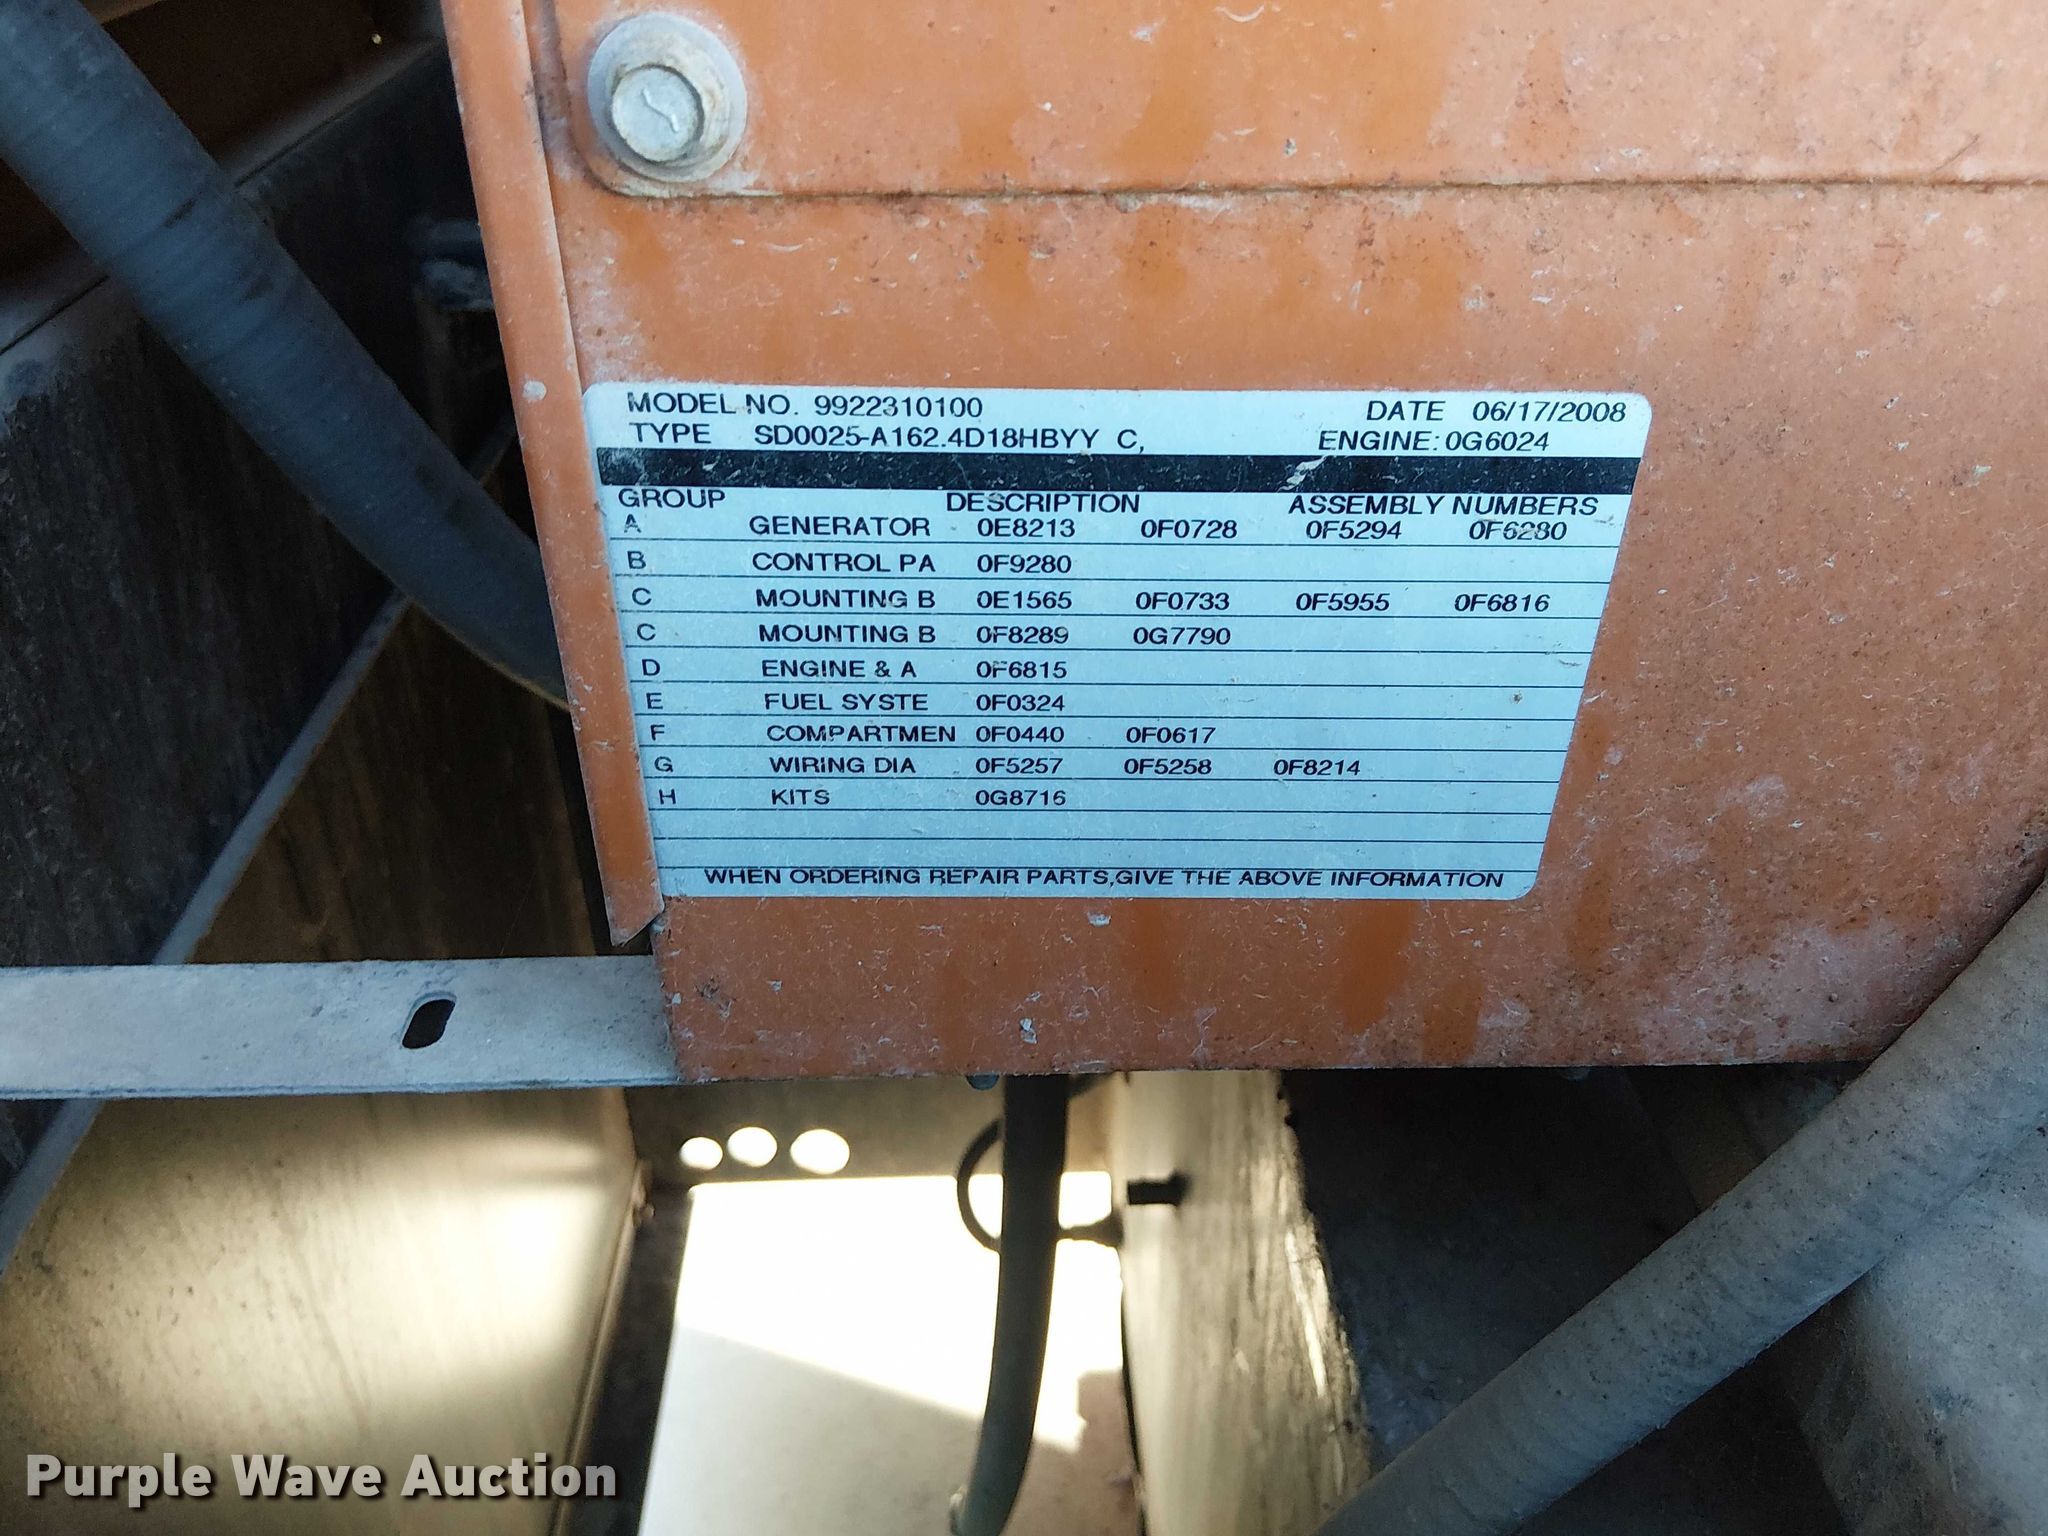 MODEL NO. 9922310100 DATE 06/17/2008
TYPE SD0025-A162.4D18HBYY C, ENGINE: 0G6024
GROUP DESCRIPTION ASSEMBLY NUMBERS
A GENERATOR 0E8213 0F0728 0F5294 0F6280
B CONTROL PA 0F9280
C MOUNTING B 0E1565 0F0733 0F5955 0F6816
C MOUNTING B 0F8289 0G7790
D ENGINE & A 0F6815
E FUEL SYSTE 0F0324
F COMPARTMEN 0F0440 0F0617
G WIRING DIA 0F5257 0F5258 0F8214
H KITS 0G8716
WHEN ORDERING REPAIR PARTS,GIVE THE ABOVE INFORMATION
Purple Wave Auction